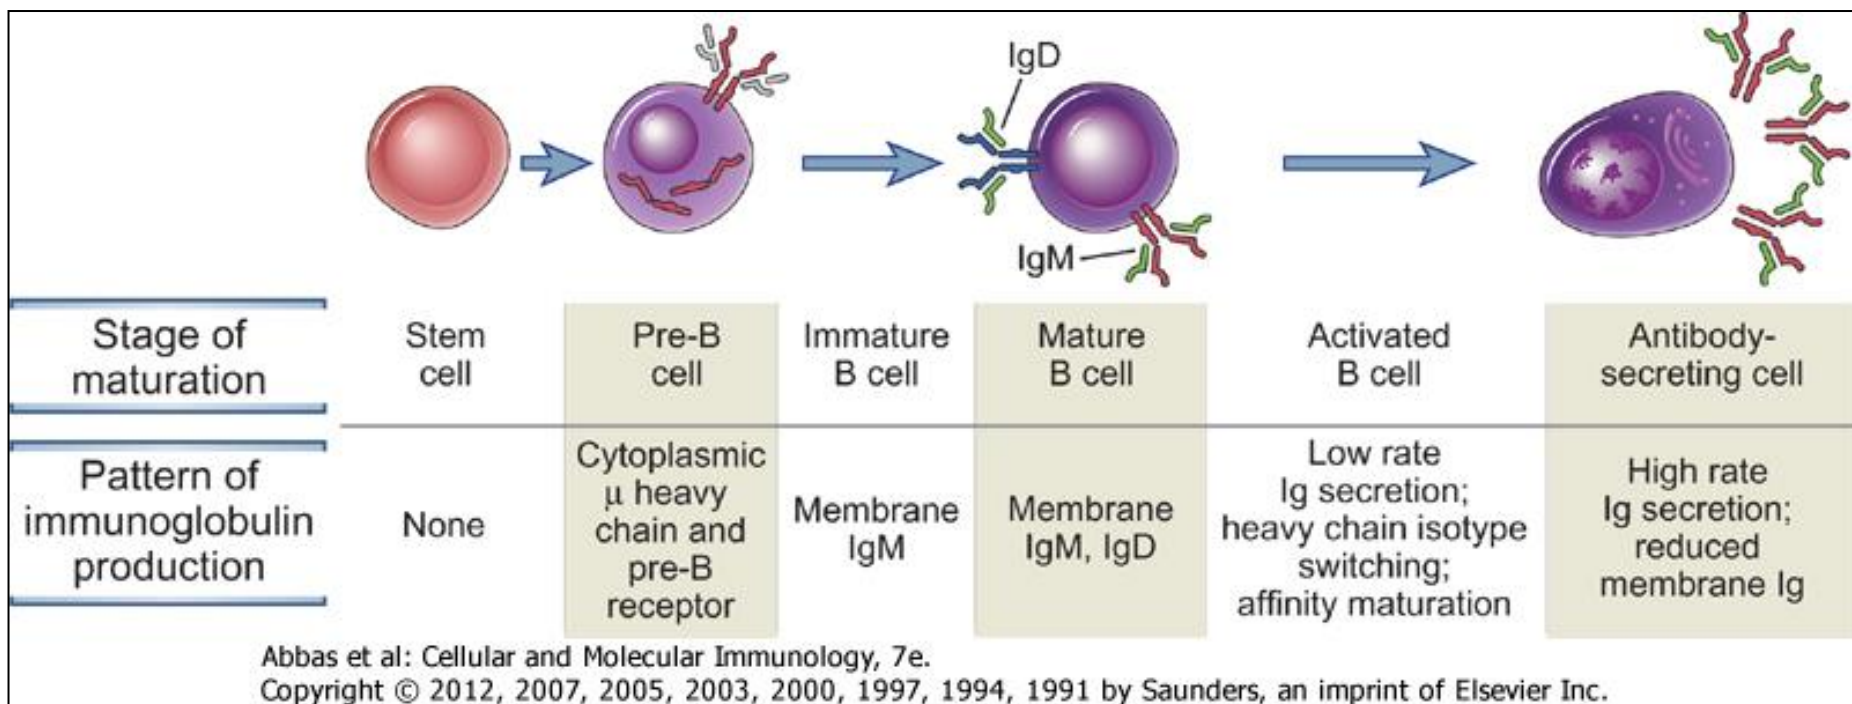 IgD
IgM
Stage of
maturation
Stem
cell
Pre-B
cell
Immature
B cell
Mature
B cell
Activated
B cell
Antibody-
secreting cell
Pattern of
immunoglobulin
production
None
Cytoplasmic
μ heavy
chain and
pre-B
receptor
Membrane
IgM
Membrane
IgM, IgD
Low rate
Ig secretion;
heavy chain isotype
switching;
affinity maturation
High rate
Ig secretion;
reduced
membrane Ig
Abbas et al: Cellular and Molecular Immunology, 7e.
Copyright © 2012, 2007, 2005, 2003, 2000, 1997, 1994, 1991 by Saunders, an imprint of Elsevier Inc.